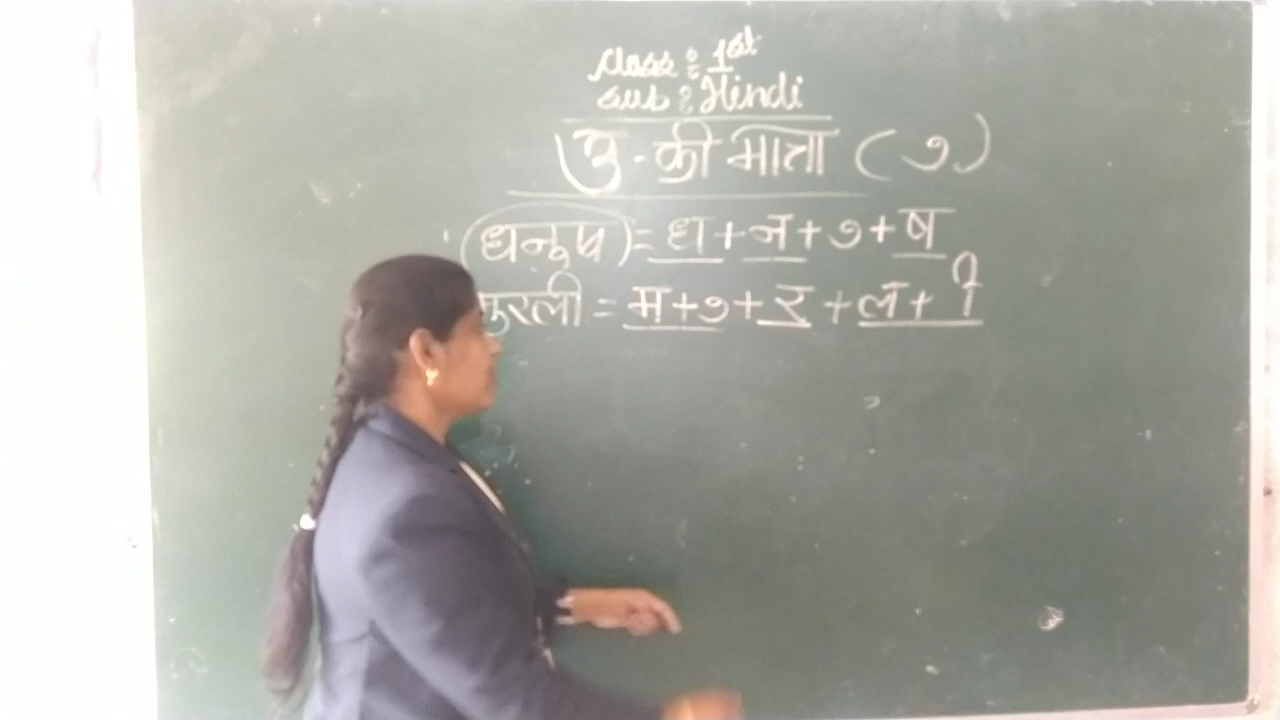 Class : 1st
Sub : Hindi
उ - की मात्रा ( ु )
धनुष = ध + न + ु + ष
मुरली = म + ु + र + ल + ी